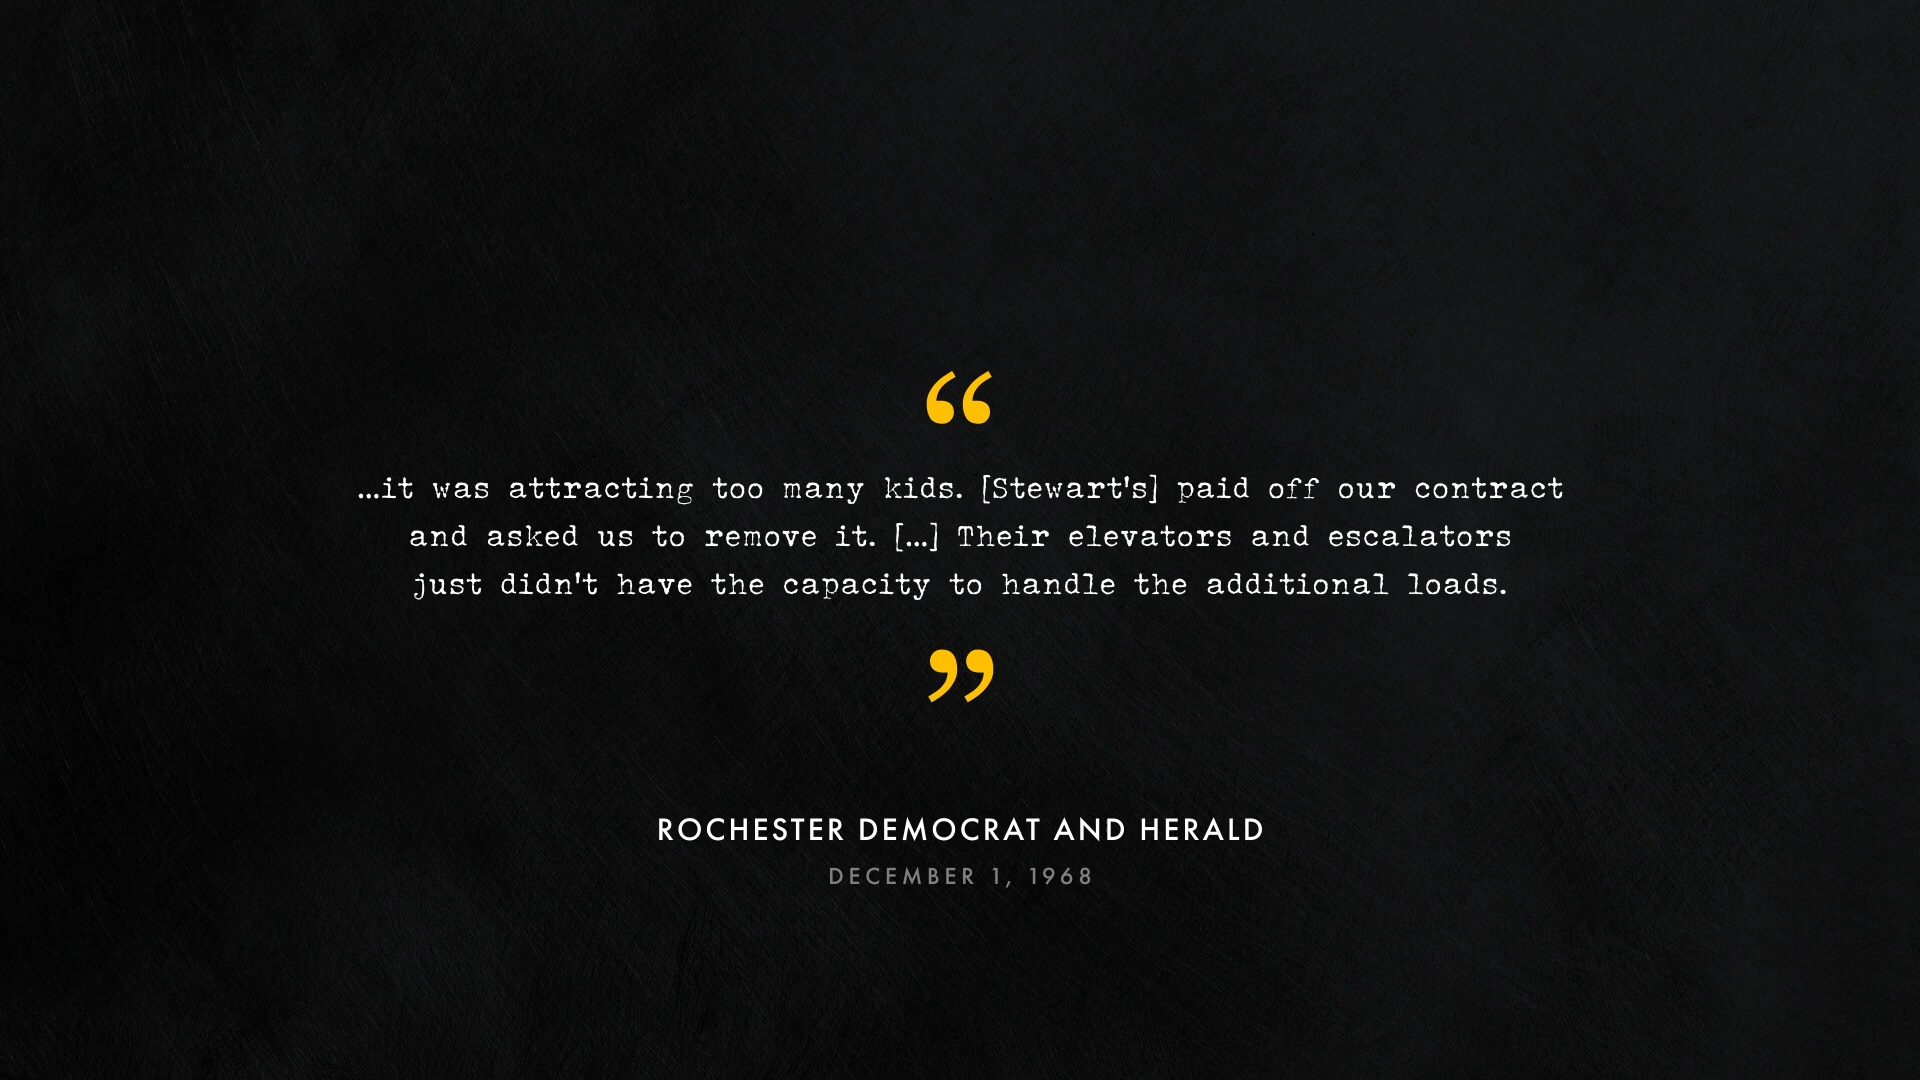 “
...it was attracting too many kids. [Stewart's] paid off our contract
and asked us to remove it. [...] Their elevators and escalators
just didn't have the capacity to handle the additional loads.
”
ROCHESTER DEMOCRAT AND HERALD
DECEMBER 1, 1968